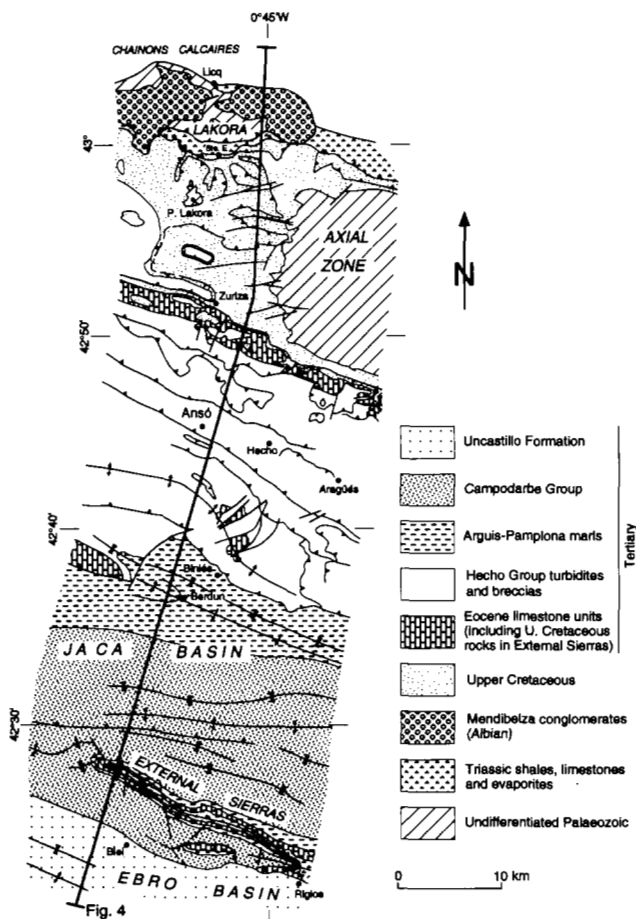 0°45'W
CHAINONS CALCAIRES
Licq
LAKORA
43°
P. Lakora
AXIAL
ZONE
N
Zuriza
42°50'
Ansó
Hecho
Aragüés
42°40'
Biniés
Berdun
JACA BASIN
42°30'
EXTERNAL SIERRAS
Biel
EBRO BASIN
Riglos
Fig. 4
Uncastillo Formation
Campodarbe Group
Arguis-Pamplona marls
Hecho Group turbidites
and breccias
Eocene limestone units
(including U. Cretaceous
rocks in External Sierras)
Tertiary
Upper Cretaceous
Mendibelza conglomerates
(Albian)
Triassic shales, limestones
and evaporites
Undifferentiated Palaeozoic
0 10 km